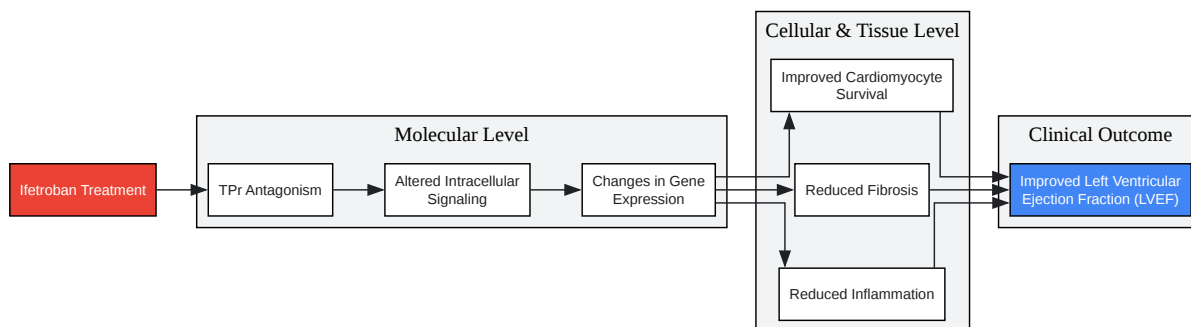 Cellular & Tissue Level
Improved Cardiomyocyte
Survival
Molecular Level
Clinical Outcome
Ifetroban Treatment
TPr Antagonism
Altered Intracellular
Signaling
Changes in Gene
Expression
Reduced Fibrosis
Improved Left Ventricular
Ejection Fraction (LVEF)
Reduced Inflammation